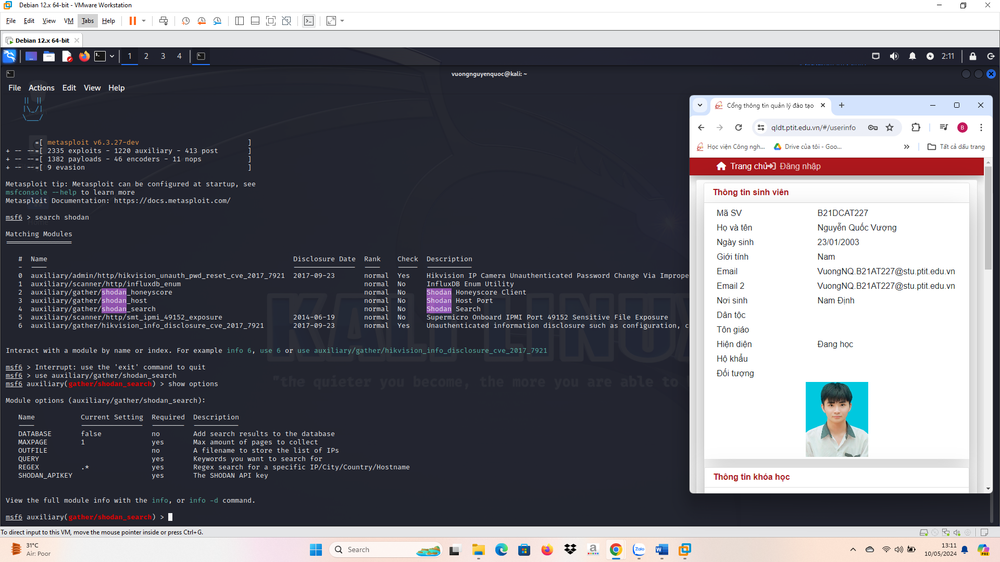 Debian 12.x 64-bit - VMware Workstation
File Edit View VM Tabs Help
Debian 12.x 64-bit
1 2 3 4
2:11
vuongnguyenquoc@kali: ~
File Actions Edit View Help
=[ metasploit v6.3.27-dev ]
+ -- --=[ 2335 exploits - 1220 auxiliary - 413 post ]
+ -- --=[ 1382 payloads - 46 encoders - 11 nops ]
+ -- --=[ 9 evasion ]
Metasploit tip: Metasploit can be configured at startup, see
msfconsole --help to learn more
Metasploit Documentation: https://docs.metasploit.com/
msf6 > search shodan
Matching Modules
# Name Disclosure Date Rank Check Description
0 auxiliary/admin/http/hikvision_unauth_pwd_reset_cve_2017_7921 2017-09-23 normal Yes Hikvision IP Camera Unauthenticated Password Change Via Imprope
1 auxiliary/scanner/http/influxdb_enum normal No InfluxDB Enum Utility
2 auxiliary/gather/shodan_honeyscore normal No Shodan Honeyscore Client
3 auxiliary/gather/shodan_host normal No Shodan Host Port
4 auxiliary/gather/shodan_search normal No Shodan Search
5 auxiliary/scanner/http/smt_ipmi_49152_exposure 2014-06-19 normal No Supermicro Onboard IPMI Port 49152 Sensitive File Exposure
6 auxiliary/gather/hikvision_info_disclosure_cve_2017_7921 2017-09-23 normal Yes Unauthenticated information disclosure such as configuration, c
Interact with a module by name or index. For example info 6, use 6 or use auxiliary/gather/hikvision_info_disclosure_cve_2017_7921
msf6 > Interrupt: use the 'exit' command to quit
msf6 > use auxiliary/gather/shodan_search
msf6 auxiliary(gather/shodan_search) > show options
Module options (auxiliary/gather/shodan_search):
Name Current Setting Required Description
DATABASE false no Add search results to the database
MAXPAGE 1 yes Max amount of pages to collect
OUTFILE no A filename to store the list of IPs
QUERY yes Keywords you want to search for
REGEX .* yes Regex search for a specific IP/City/Country/Hostname
SHODAN_APIKEY yes The SHODAN API key
View the full module info with the info, or info -d command.
msf6 auxiliary(gather/shodan_search) >
KALI LINUX
"the quieter you become, the more you are able to
Home
Cổng thông tin quản lý đào tạo
qldt.ptit.edu.vn/#/userinfo
B
Học viện Công ngh...
Drive của tôi - Goo...
Tất cả dấu trang
Trang chủ Đăng nhập
Thông tin sinh viên
Mã SV B21DCAT227
Họ và tên Nguyễn Quốc Vượng
Ngày sinh 23/01/2003
Giới tính Nam
Email VuongNQ.B21AT227@stu.ptit.edu.vn
Email 2 VuongNQ.B21AT227@stu.ptit.edu.vn
Nơi sinh Nam Định
Dân tộc
Tôn giáo
Hiện diện Đang học
Hộ khẩu
Đối tượng
Thông tin khóa học
To direct input to this VM, move the mouse pointer inside or press Ctrl+G.
31°C
Air: Poor
Search
a
Zalo
W
13:11
10/05/2024
PRE